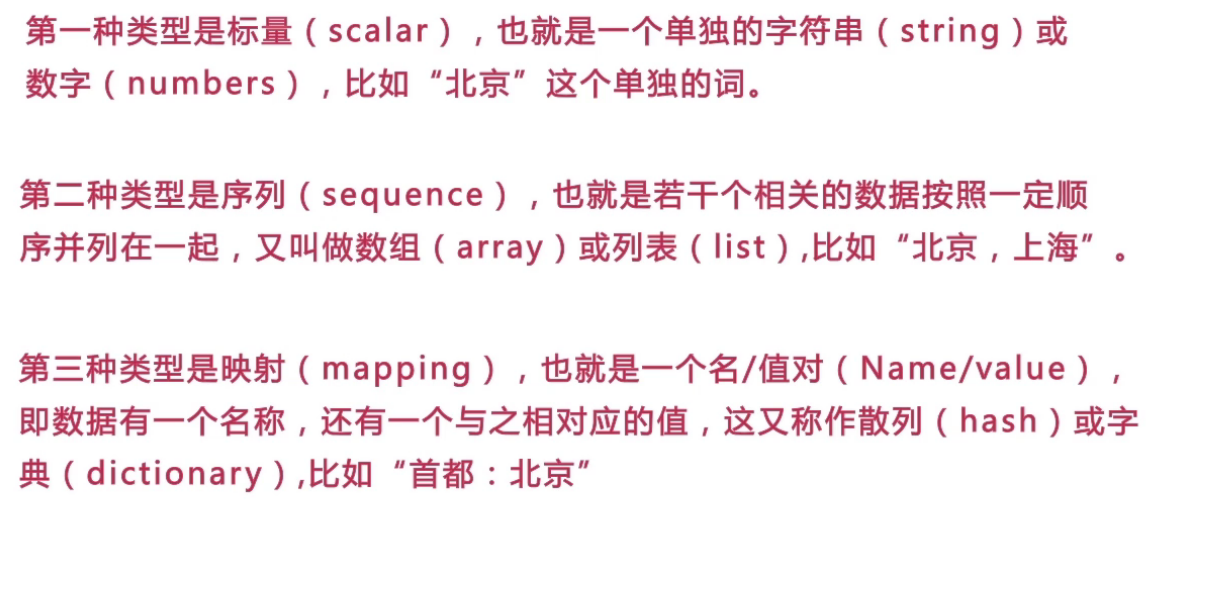 第一种类型是标量（scalar），也就是一个单独的字符串（string）或
数字（numbers），比如“北京”这个单独的词。
第二种类型是序列（sequence），也就是若干个相关的数据按照一定顺
序并列在一起，又叫做数组（array）或列表（list）,比如“北京，上海”。
第三种类型是映射（mapping），也就是一个名/值对（Name/value），
即数据有一个名称，还有一个与之相对应的值，这又称作散列（hash）或字
典（dictionary）,比如“首都：北京”